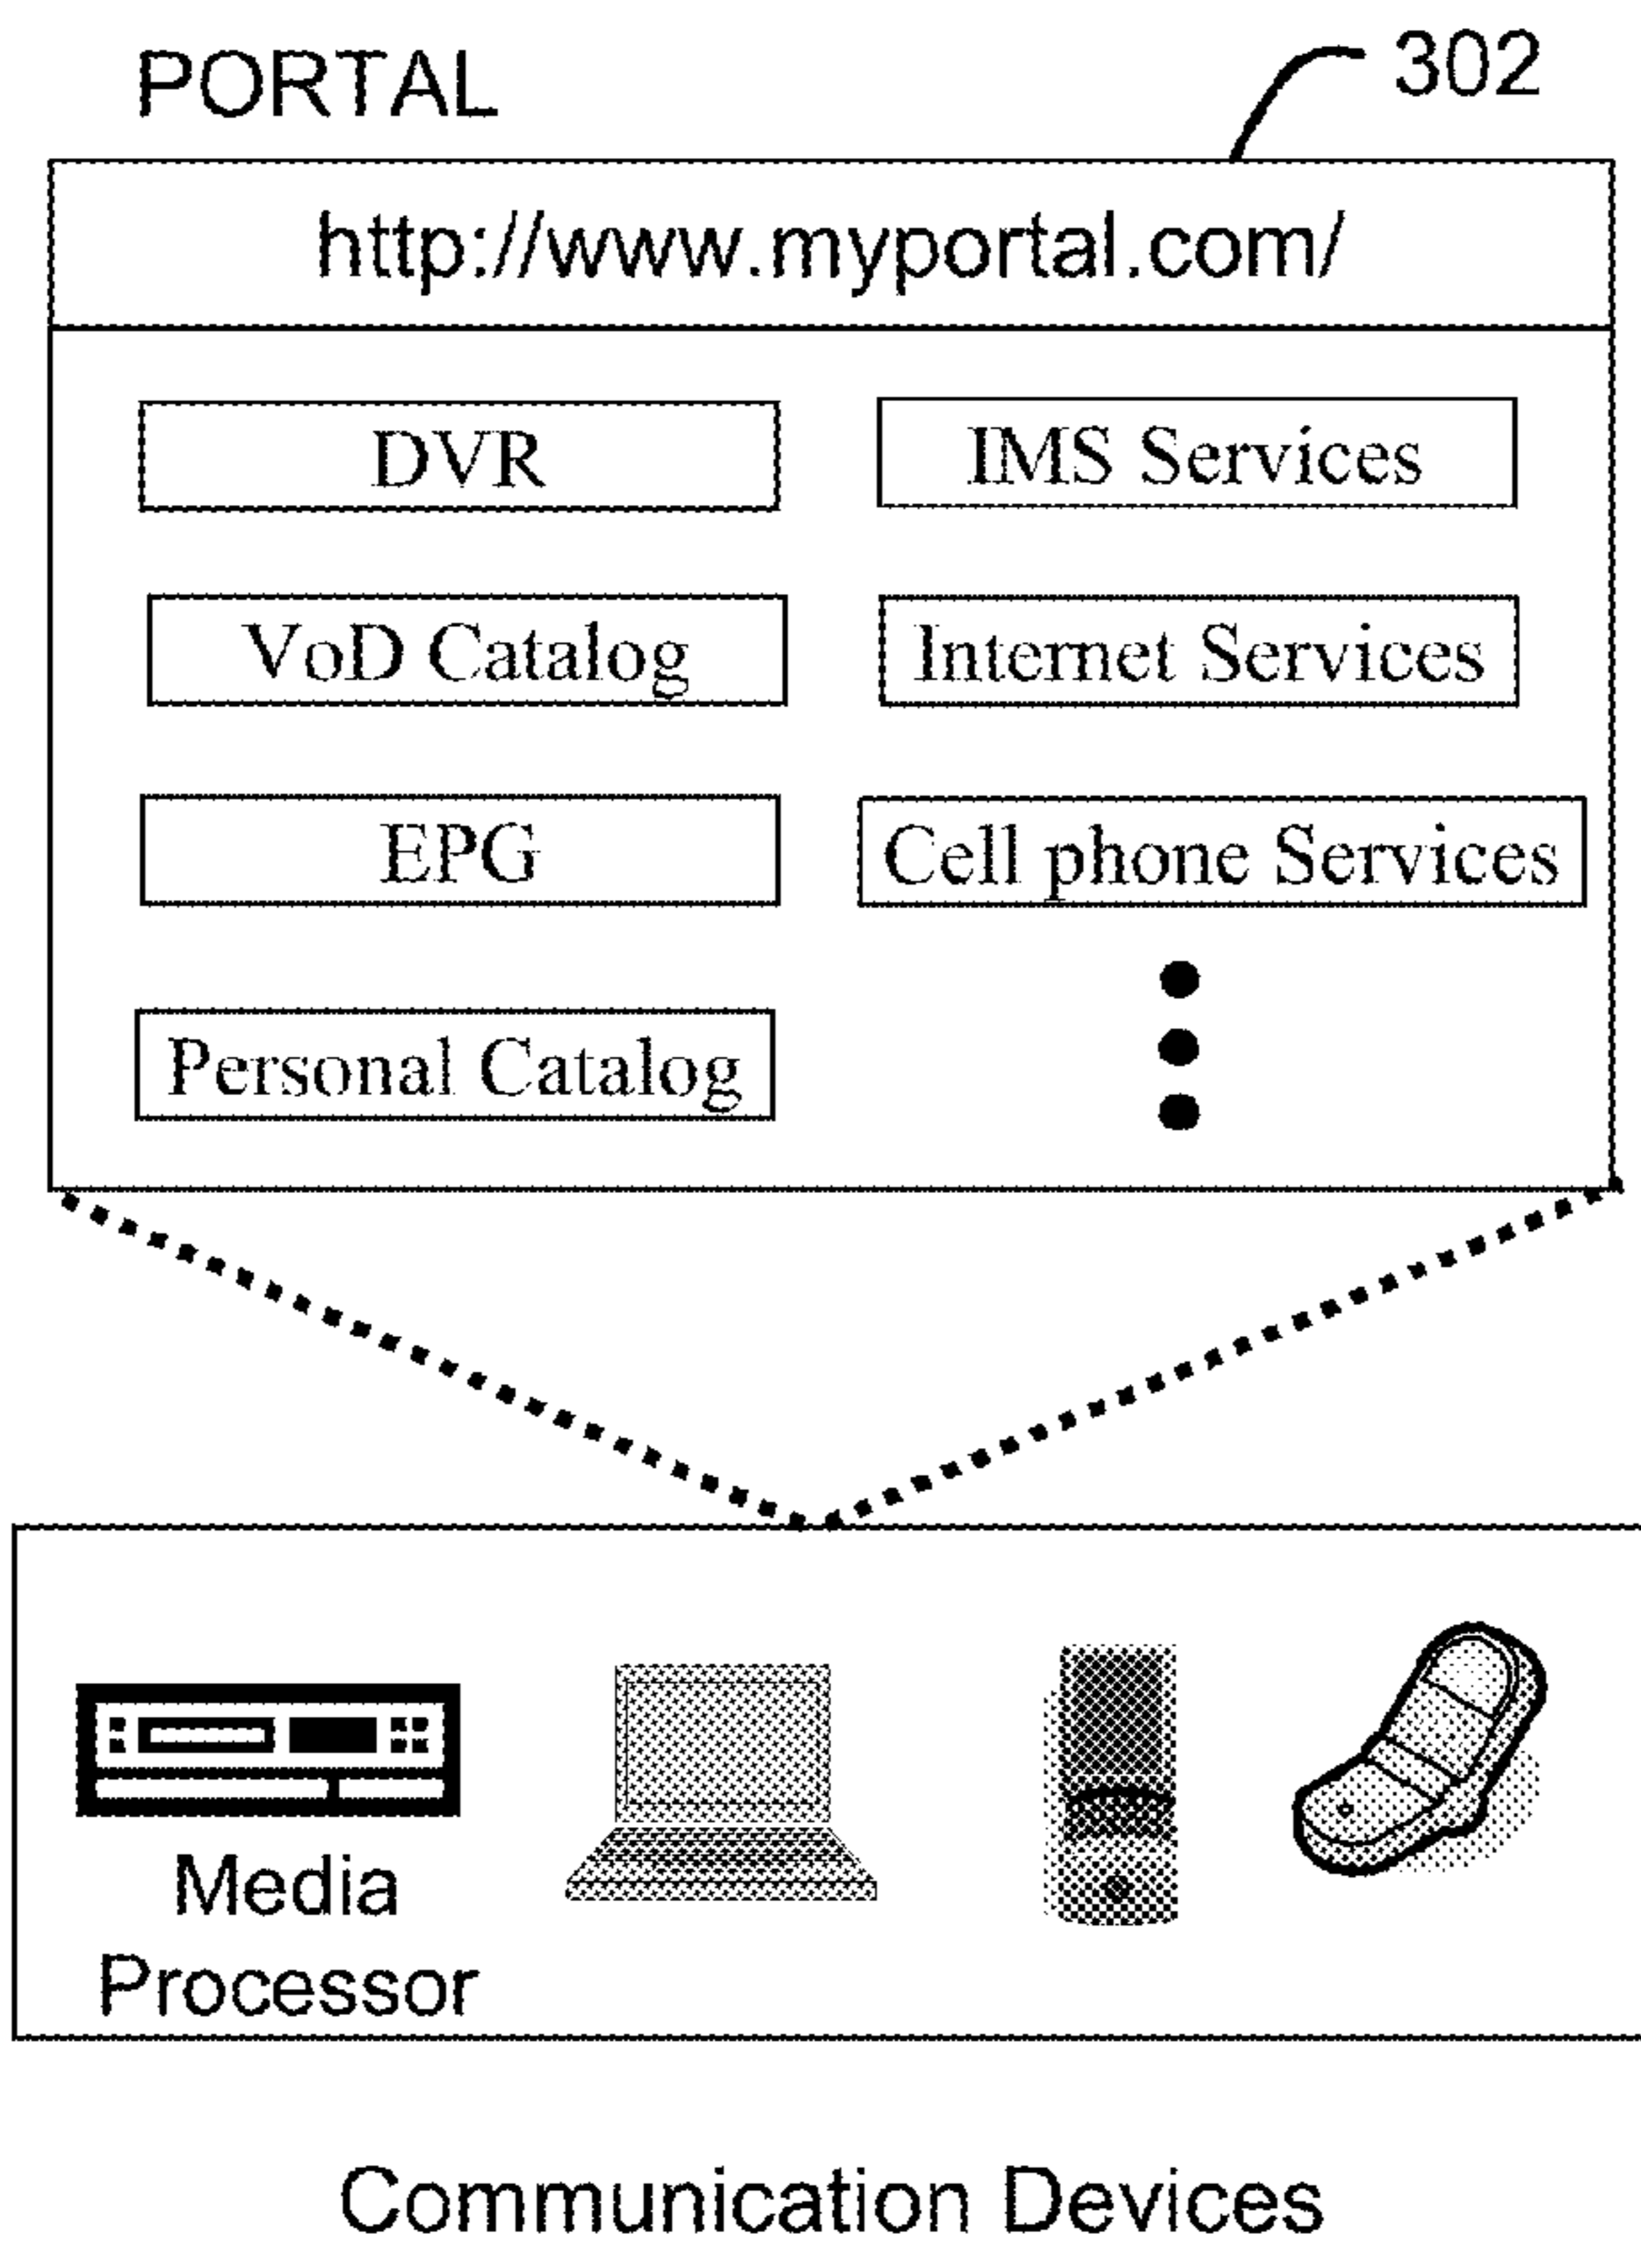 PORTAL
302
http://www.myportal.com/
DVR
IMS Services
VoD Catalog
Internet Services
EPG
Cell phone Services
Personal Catalog
Media
Processor
Communication Devices